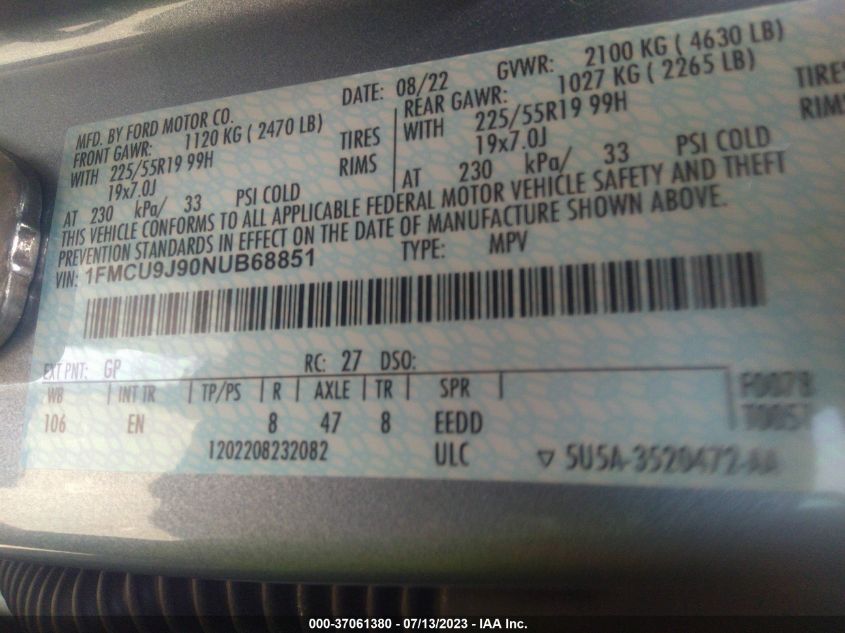 MFD. BY FORD MOTOR CO.
DATE: 08/22
GVWR: 2100 KG ( 4630 LB)
FRONT GAWR: 1120 KG ( 2470 LB)
REAR GAWR: 1027 KG ( 2265 LB)
WITH 225/55R19 99H TIRES
WITH 225/55R19 99H TIRES
19x7.0J RIMS
19x7.0J RIMS
AT 230 kPa/ 33 PSI COLD
AT 230 kPa/ 33 PSI COLD
THIS VEHICLE CONFORMS TO ALL APPLICABLE FEDERAL MOTOR VEHICLE SAFETY AND THEFT
PREVENTION STANDARDS IN EFFECT ON THE DATE OF MANUFACTURE SHOWN ABOVE.
VIN: 1FMCU9J90NUB68851
TYPE: MPV
EXT PNT: GP RC: 27 DSO:
WB INT TR TP/PS R AXLE TR SPR
F0078
106 EN 8 47 8 EEDD
T0057
1202208232082 ULC 5U5A-3520472-AA
000-37061380 - 07/13/2023 - IAA Inc.